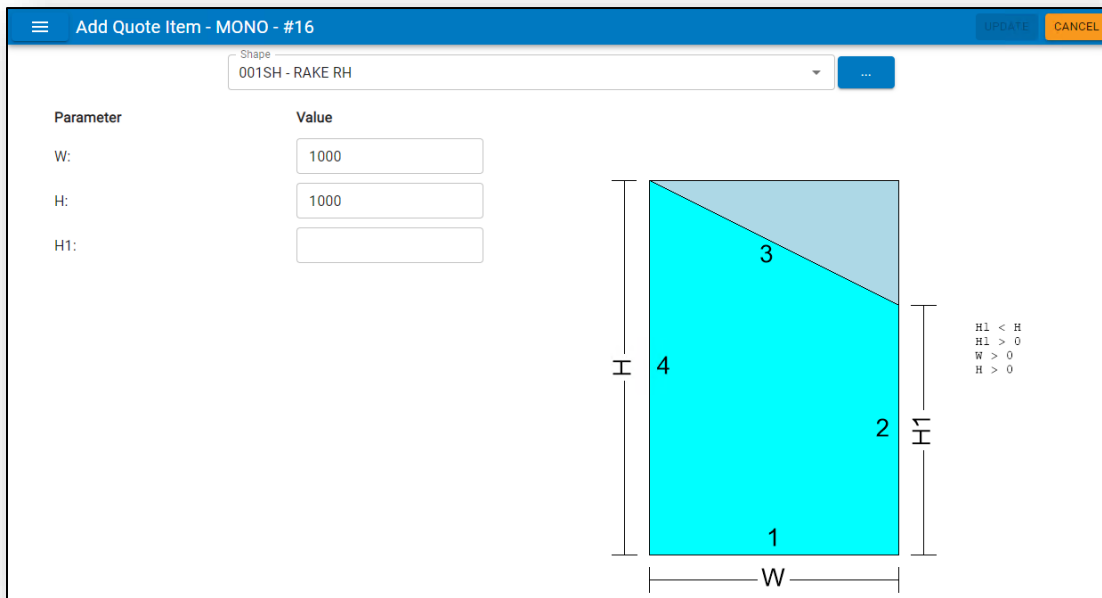 Add Quote Item - MONO - #16
UPDATE
CANCEL
Shape
001SH - RAKE RH
...
Parameter
Value
W:
1000
H:
1000
H1:
3
H
4
2
H1
1
W
H1 < H
H1 > 0
W > 0
H > 0